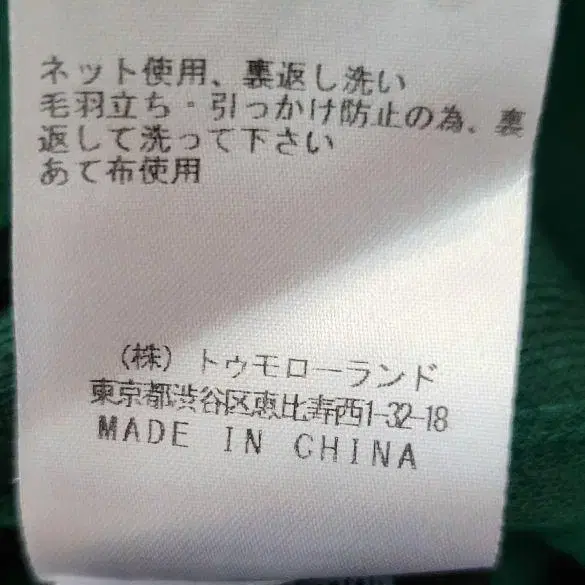 ネット使用、裏返し洗い
毛羽立ち・引っかけ防止の為、裏
返して洗って下さい
あて布使用
(株)トゥモローランド
東京都渋谷区恵比寿西1-32-18
MADE IN CHINA